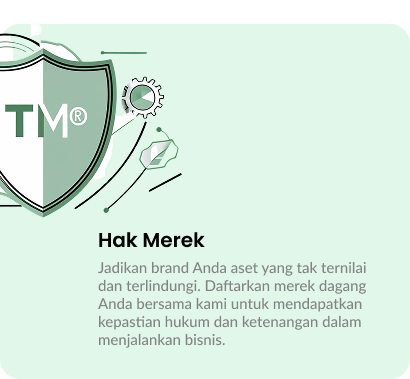 TM®
Hak Merek
Jadikan brand Anda aset yang tak ternilai
dan terlindungi. Daftarkan merek dagang
Anda bersama kami untuk mendapatkan
kepastian hukum dan ketenangan dalam
menjalankan bisnis.